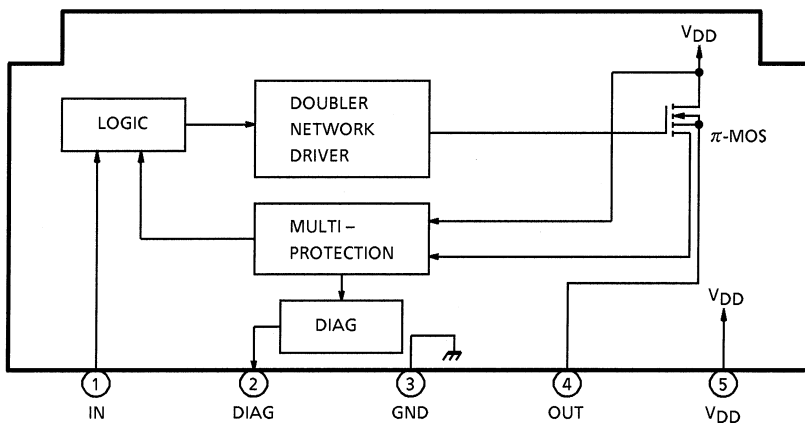 VDD
LOGIC
DOUBLER
NETWORK
DRIVER
π-MOS
MULTI –
PROTECTION
VDD
DIAG
1
2
3
4
5
IN
DIAG
GND
OUT
VDD